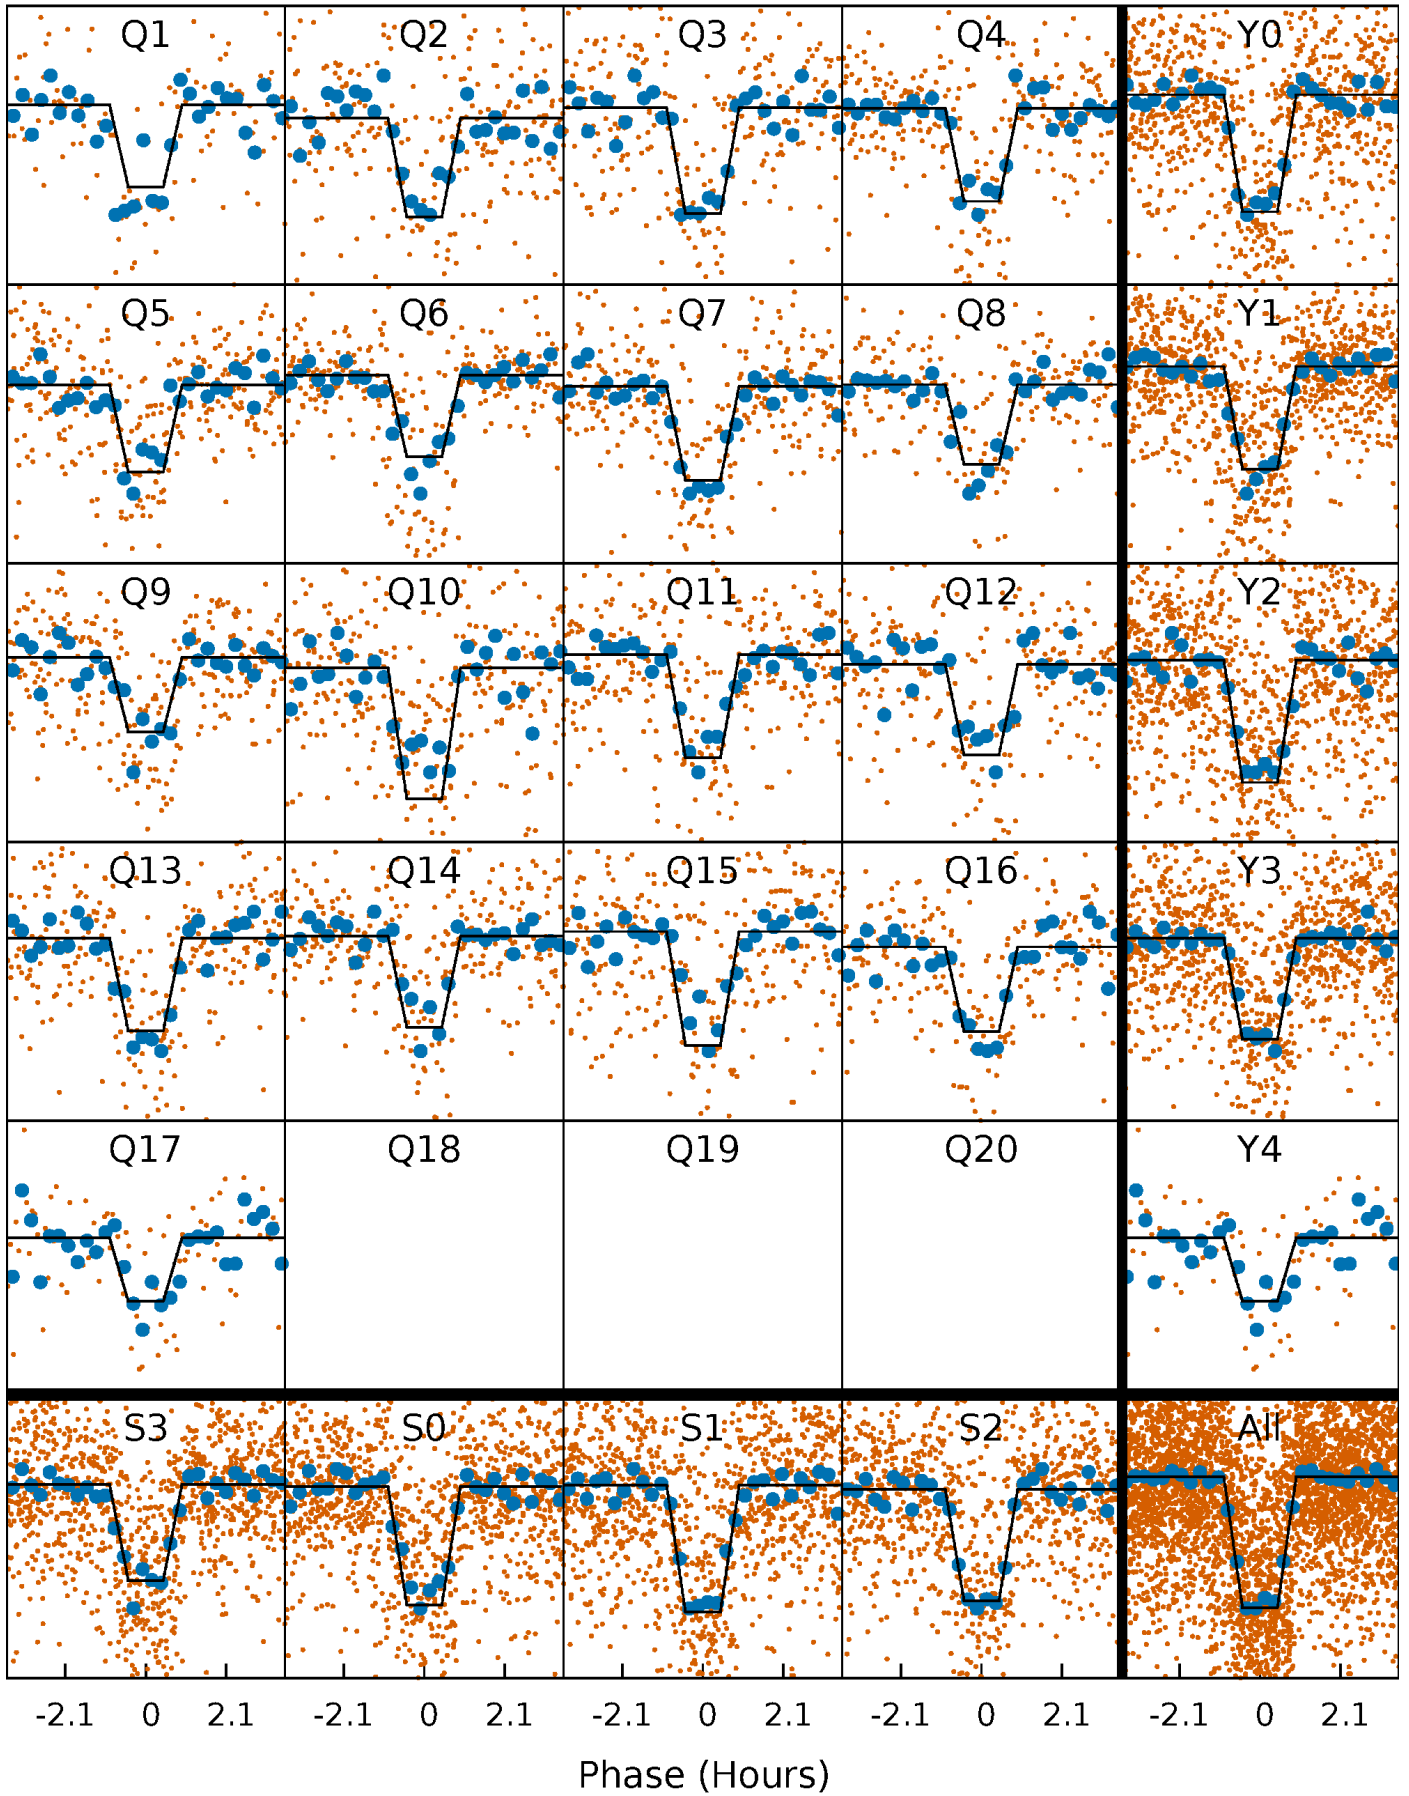 Q1 Q2 Q3 Q4 Y0
Q5 Q6 Q7 Q8 Y1
Q9 Q10 Q11 Q12 Y2
Q13 Q14 Q15 Q16 Y3
Q17 Q18 Q19 Q20 Y4
S3 S0 S1 S2 All
-2.1 0 2.1 -2.1 0 2.1 -2.1 0 2.1 -2.1 0 2.1 -2.1 0 2.1
Phase (Hours)